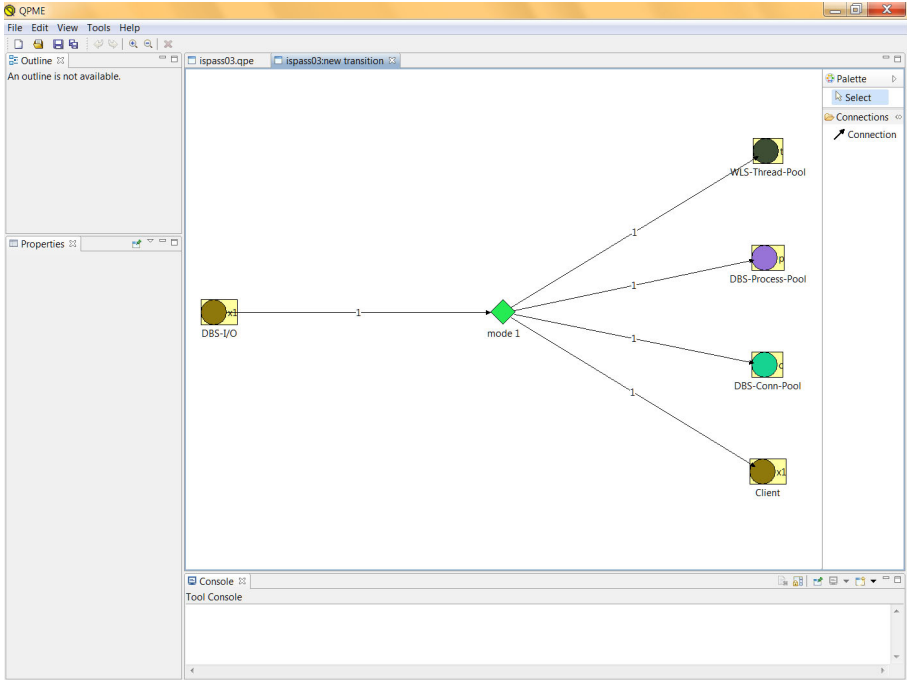 QPME
File Edit View Tools Help
Outline
An outline is not available.
Properties
ispass03.qpe
ispass03:new transition
Palette
Select
Connections
Connection
t
WLS-Thread-Pool
1
p
DBS-Process-Pool
1
x1
DBS-I/O
1
mode 1
1
c
DBS-Conn-Pool
1
x1
Client
Console
Tool Console